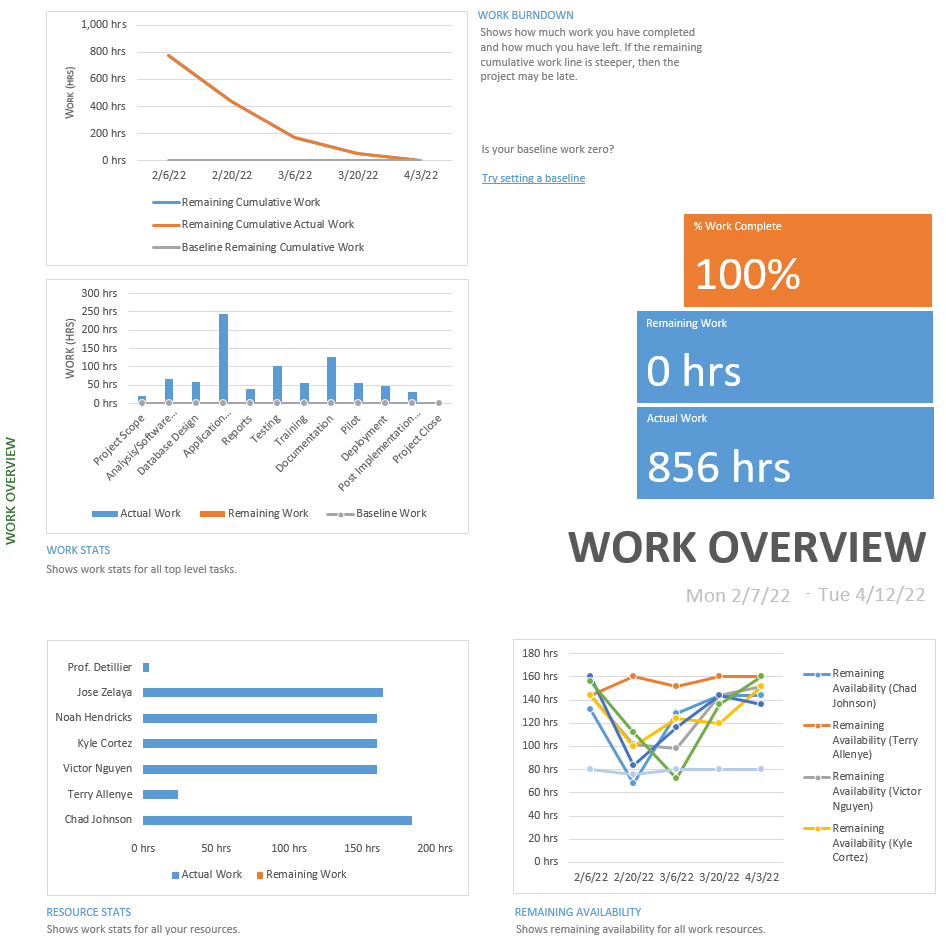 WORK OVERVIEW
1,000 hrs
800 hrs
600 hrs
400 hrs
200 hrs
0 hrs
WORK (HRS)
2/6/22 2/20/22 3/6/22 3/20/22 4/3/22
Remaining Cumulative Work
Remaining Cumulative Actual Work
Baseline Remaining Cumulative Work
WORK BURNDOWN
Shows how much work you have completed
and how much you have left. If the remaining
cumulative work line is steeper, then the
project may be late.
Is your baseline work zero?
Try setting a baseline
300 hrs
250 hrs
200 hrs
150 hrs
100 hrs
50 hrs
0 hrs
WORK (HRS)
Project Scope
Analysis/Software...
Database Design
Application...
Reports
Testing
Training
Documentation
Pilot
Deployment
Post Implementation...
Project Close
Actual Work Remaining Work Baseline Work
WORK STATS
Shows work stats for all top level tasks.
% Work Complete
100%
Remaining Work
0 hrs
Actual Work
856 hrs
WORK OVERVIEW
Mon 2/7/22 - Tue 4/12/22
Prof. Detillier
Jose Zelaya
Noah Hendricks
Kyle Cortez
Victor Nguyen
Terry Allenye
Chad Johnson
0 hrs 50 hrs 100 hrs 150 hrs 200 hrs
Actual Work Remaining Work
RESOURCE STATS
Shows work stats for all your resources.
180 hrs
160 hrs
140 hrs
120 hrs
100 hrs
80 hrs
60 hrs
40 hrs
20 hrs
0 hrs
2/6/22 2/20/22 3/6/22 3/20/22 4/3/22
Remaining
Availability (Chad
Johnson)
Remaining
Availability (Terry
Allenye)
Remaining
Availability (Victor
Nguyen)
Remaining
Availability (Kyle
Cortez)
REMAINING AVAILABILITY
Shows remaining availability for all work resources.